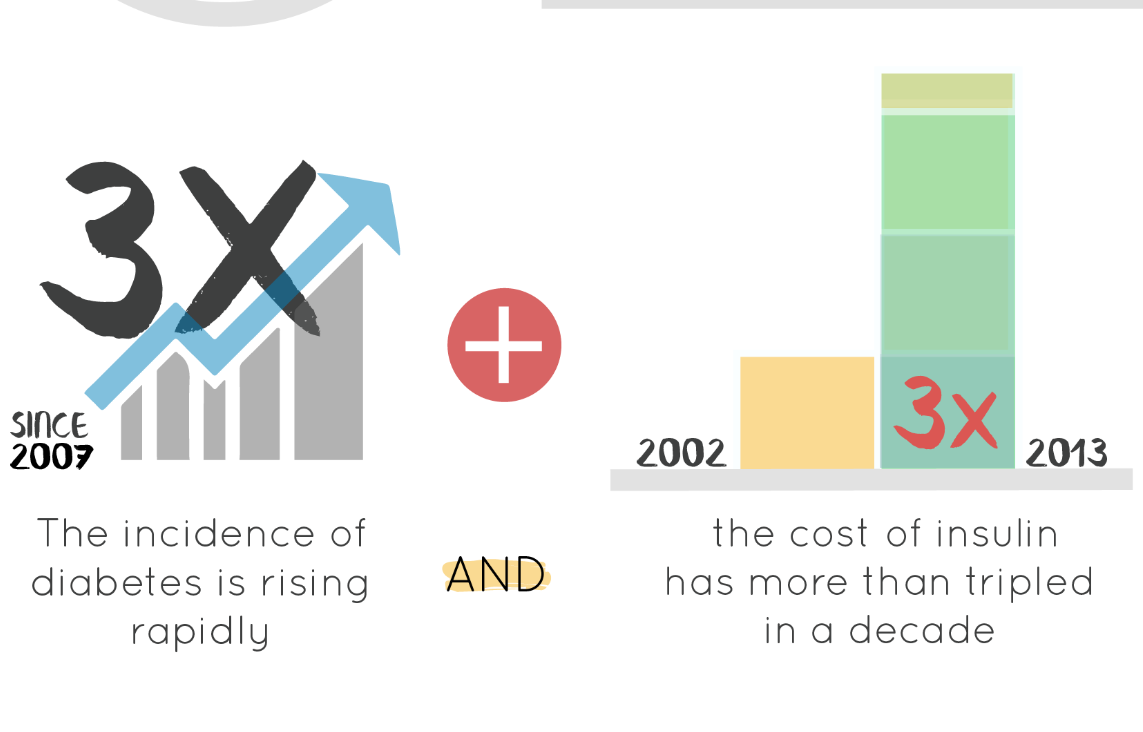 3X
SINCE
2007
The incidence of
diabetes is rising
rapidly
AND
3x
2002
2013
the cost of insulin
has more than tripled
in a decade